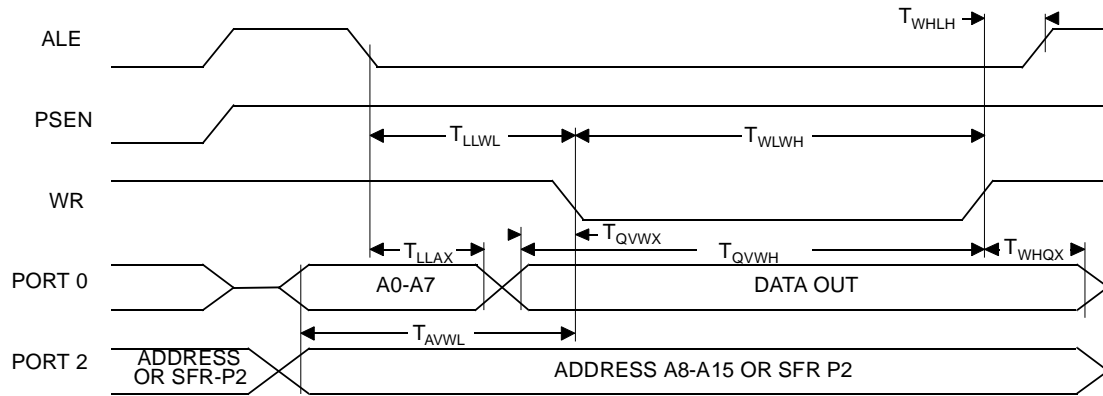 ALE
T_WHLH
PSEN
T_LLWL
T_WLWH
WR
T_QVWX
T_LLAX
T_QVWH
T_WHQX
PORT 0
A0-A7
DATA OUT
T_AVWL
PORT 2
ADDRESS
OR SFR-P2
ADDRESS A8-A15 OR SFR P2